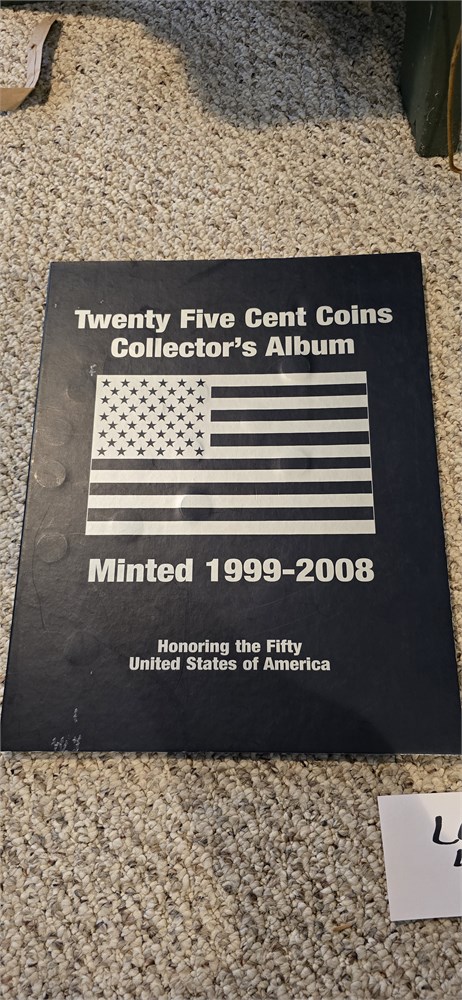 Twenty Five Cent Coins
Collector's Album
Minted 1999-2008
Honoring the Fifty
United States of America